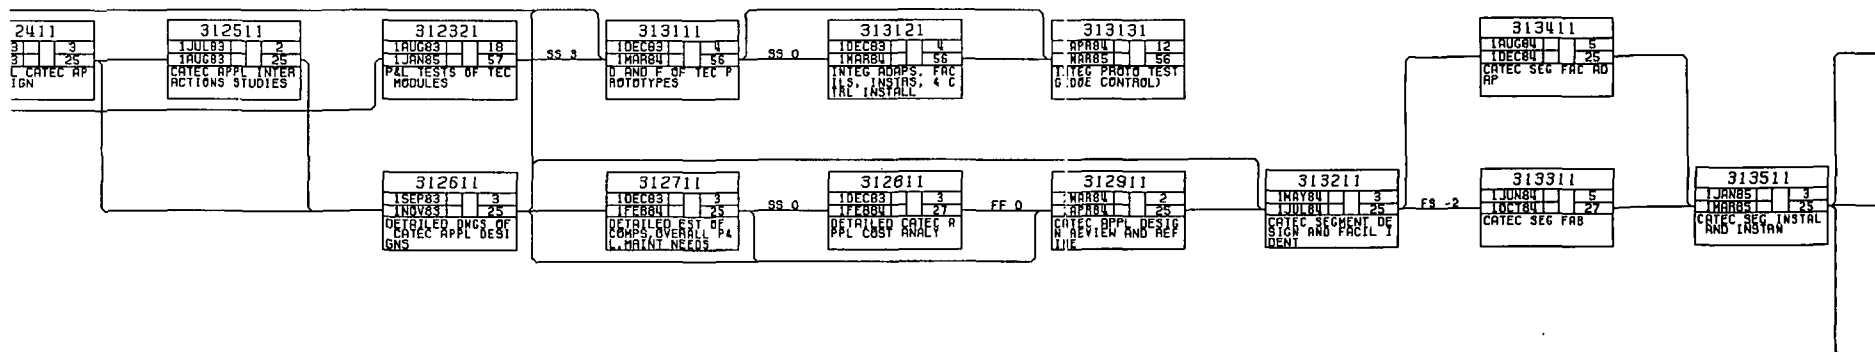 2411
3
3 25
L CATEC AP
IGN
312511
1JUL83 2
1AUG83 25
CATEC APPL INTER
ACTIONS STUDIES
312321
1AUG83 18
1JAN85 57
P&L TESTS OF TEC
MODULES
SS 3
313111
1DEC83 4
1MAR84 56
D AND F OF TEC P
ROTOTYPES
SS 0
313121
1DEC83 4
1MAR84 56
INTEG ADAPS, FAC
ILS, INSTRS, & C
TRL INSTALL
313131
APR84 12
MAR85 56
TEG PROTO TEST
DOE CONTROL)
313411
1AUG84 5
1DEC84 25
CATEC SEG FAC AD
AP
312611
1SEP83 3
1NOV83 25
DETAILED DWGS OF
CATEC APPL DESI
GNS
312711
1DEC83 3
1FEB84 25
DETAILED EST OF
COMPS,OVERALL P&
L,MAINT NEEDS
SS 0
312811
1DEC83 3
1FEB84 27
DETAILED CATEC A
PPL COST ANALY
FF 0
312911
MAR84 2
APR84 25
CATEC APPL DESIG
N REVIEW AND REF
INE
313211
1MAY84 3
1JUL84 25
CATEC SEGMENT DE
SIGN AND FACIL I
DENT
FS -2
313311
1JUN84 5
1OCT84 27
CATEC SEG FAB
313511
1JAN85 3
1MAR85 25
CATEC SEG INSTAL
AND INSTRN